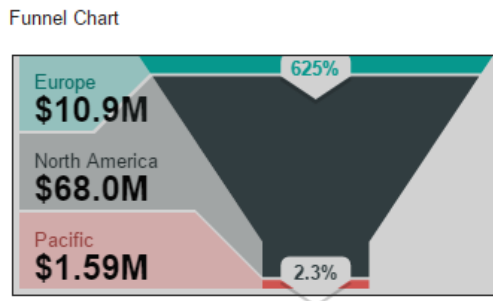 Funnel Chart
625%
Europe
$10.9M
North America
$68.0M
Pacific
$1.59M
2.3%